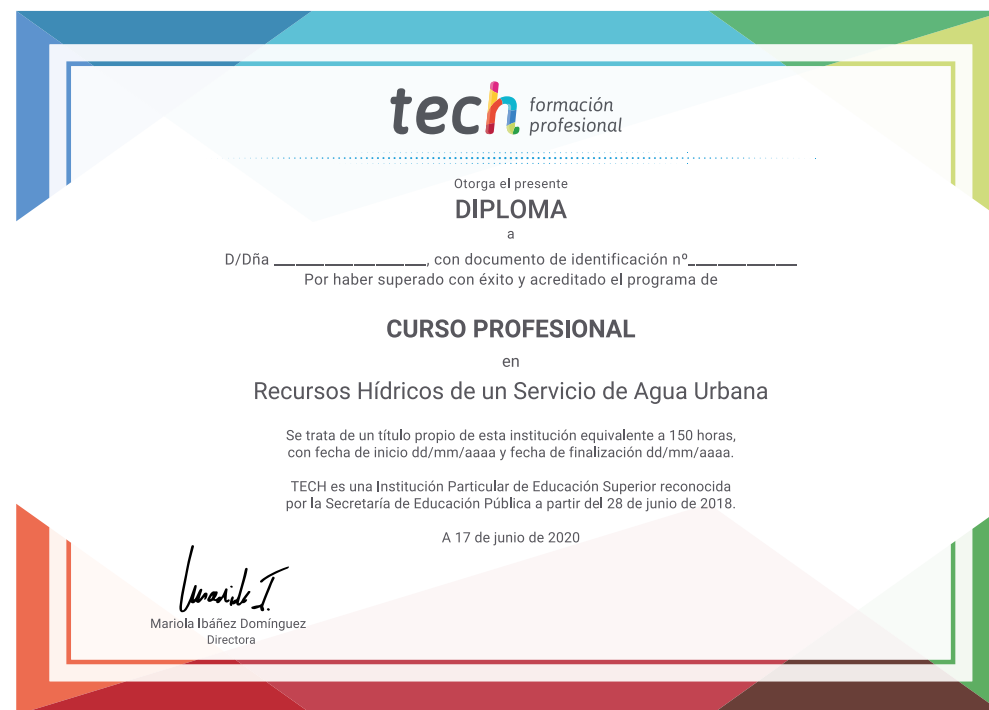 tech formación
profesional
Otorga el presente
DIPLOMA
a
D/Dña ______________, con documento de identificación nº__________
Por haber superado con éxito y acreditado el programa de
CURSO PROFESIONAL
en
Recursos Hídricos de un Servicio de Agua Urbana
Se trata de un título propio de esta institución equivalente a 150 horas,
con fecha de inicio dd/mm/aaaa y fecha de finalización dd/mm/aaaa.
TECH es una Institución Particular de Educación Superior reconocida
por la Secretaría de Educación Pública a partir del 28 de junio de 2018.
A 17 de junio de 2020
Mariola Ibáñez Domínguez
Directora